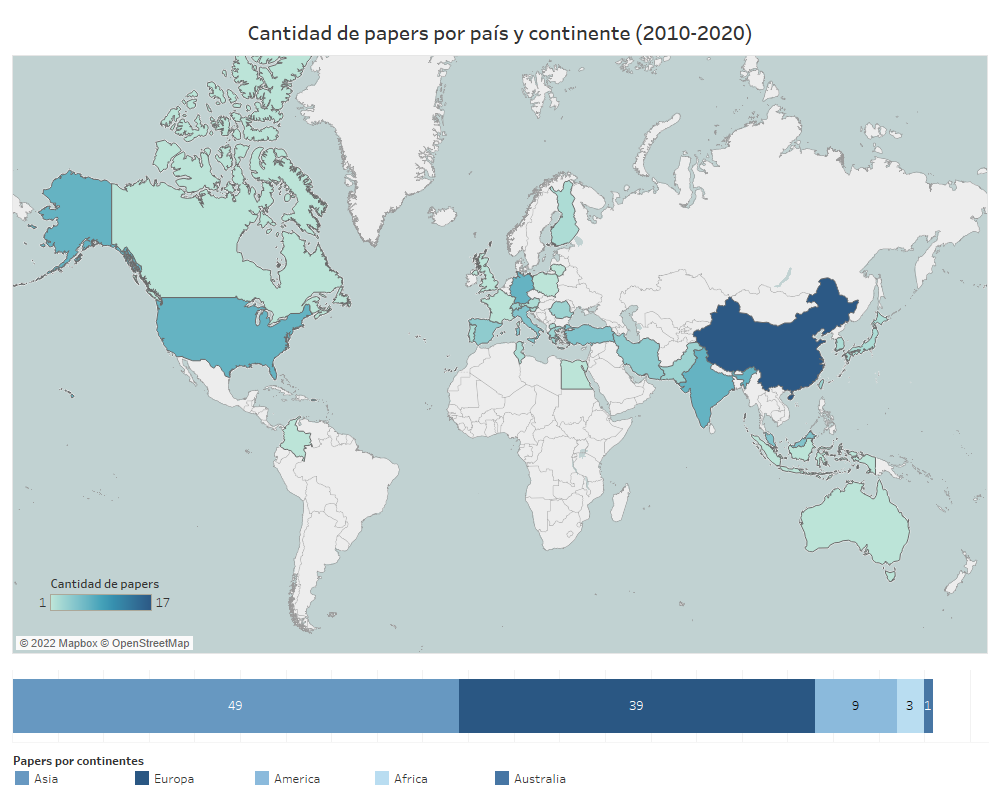 Cantidad de papers por país y continente (2010-2020)
Cantidad de papers
1 17
© 2022 Mapbox © OpenStreetMap
49 39 9 3 1
Papers por continentes
Asia Europa America Africa Australia